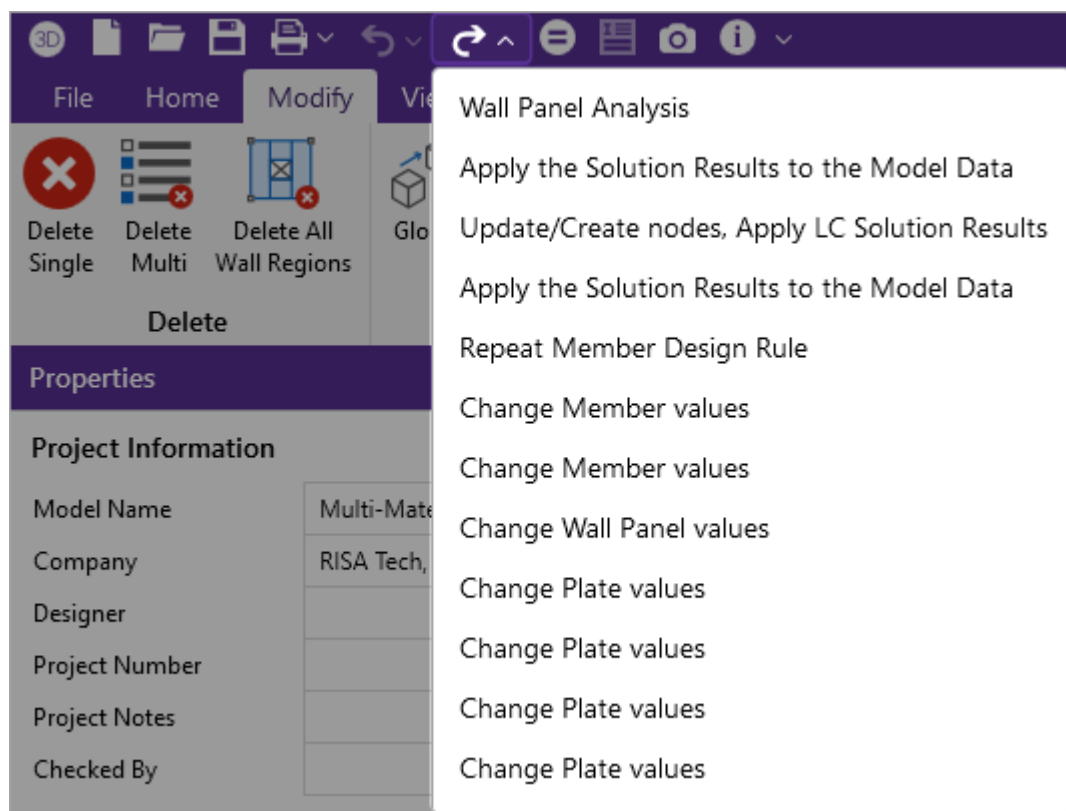 3D
File Home Modify Vie
Delete Single
Delete Multi
Delete All Wall Regions
Glo
Delete
Properties
Project Information
Model Name Multi-Mate
Company RISA Tech,
Designer
Project Number
Project Notes
Checked By
Wall Panel Analysis
Apply the Solution Results to the Model Data
Update/Create nodes, Apply LC Solution Results
Apply the Solution Results to the Model Data
Repeat Member Design Rule
Change Member values
Change Member values
Change Wall Panel values
Change Plate values
Change Plate values
Change Plate values
Change Plate values